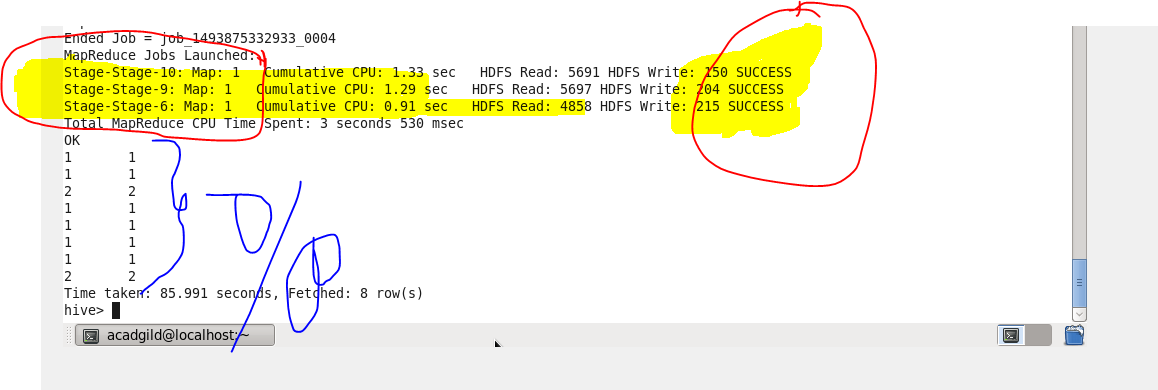 Ended Job = job_1493875332933_0004
MapReduce Jobs Launched:
Stage-Stage-10: Map: 1   Cumulative CPU: 1.33 sec   HDFS Read: 5691 HDFS Write: 150 SUCCESS
Stage-Stage-9: Map: 1   Cumulative CPU: 1.29 sec   HDFS Read: 5697 HDFS Write: 204 SUCCESS
Stage-Stage-6: Map: 1   Cumulative CPU: 0.91 sec   HDFS Read: 4858 HDFS Write: 215 SUCCESS
Total MapReduce CPU Time Spent: 3 seconds 530 msec
OK
1       1
1       1
2       2
1       1
1       1
1       1
1       1
2       2
Time taken: 85.991 seconds, Fetched: 8 row(s)
hive>
acadgild@localhost:~